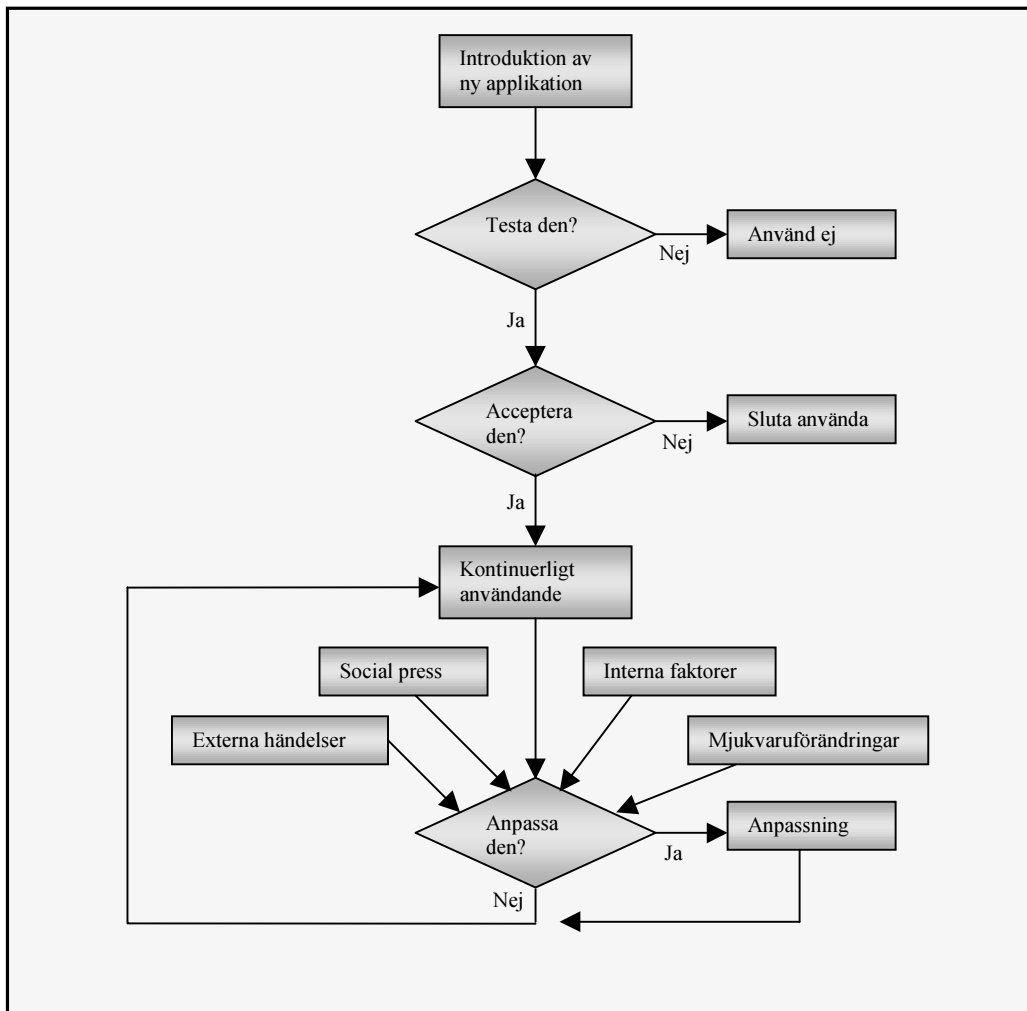 Introduktion av
ny applikation
Testa den?
Nej
Använd ej
Ja
Acceptera
den?
Nej
Sluta använda
Ja
Kontinuerligt
användande
Social press
Interna faktorer
Externa händelser
Mjukvaruförändringar
Anpassa
den?
Ja
Anpassning
Nej